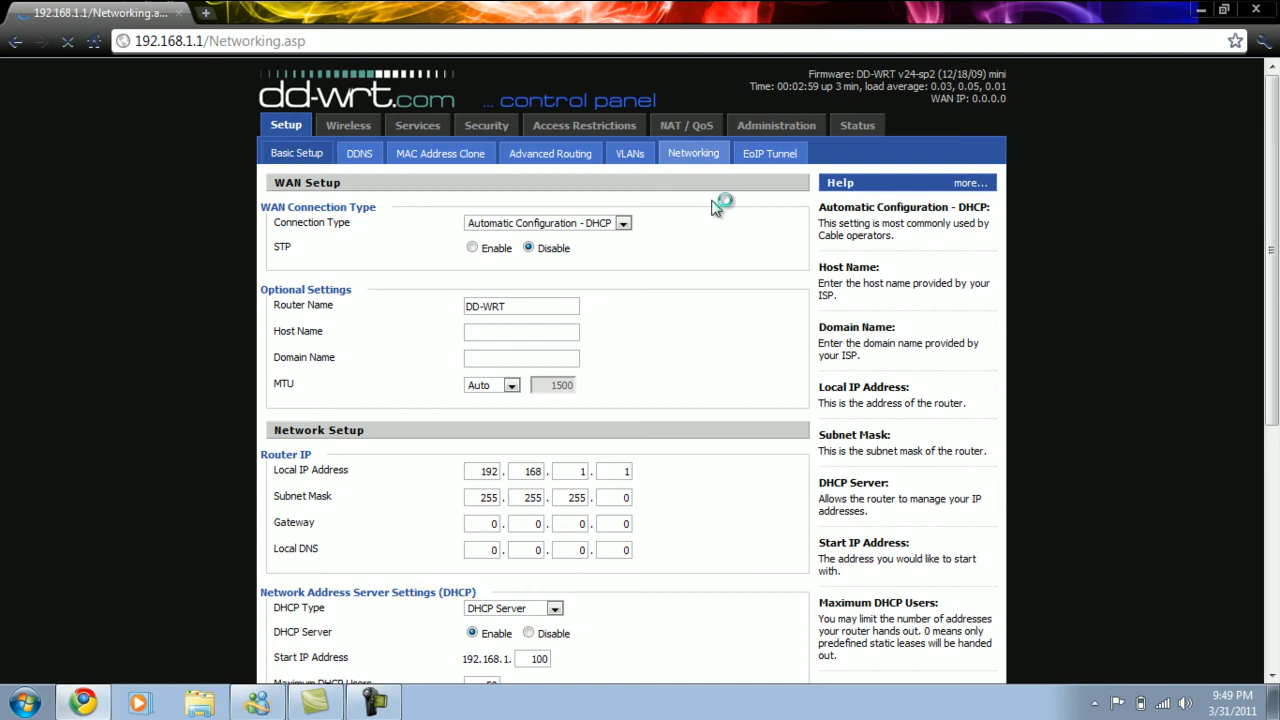 192.168.1.1/Networking.a...
192.168.1.1/Networking.asp
dd-wrt.com ... control panel
Firmware: DD-WRT v24-sp2 (12/18/09) mini
Time: 00:02:59 up 3 min, load average: 0.03, 0.05, 0.01
WAN IP: 0.0.0.0
Setup Wireless Services Security Access Restrictions NAT / QoS Administration Status
Basic Setup DDNS MAC Address Clone Advanced Routing VLANs Networking EoIP Tunnel
WAN Setup
WAN Connection Type
Connection Type Automatic Configuration - DHCP
STP Enable Disable
Optional Settings
Router Name DD-WRT
Host Name
Domain Name
MTU Auto 1500
Network Setup
Router IP
Local IP Address 192. 168. 1. 1
Subnet Mask 255. 255. 255. 0
Gateway 0. 0. 0. 0
Local DNS 0. 0. 0. 0
Network Address Server Settings (DHCP)
DHCP Type DHCP Server
DHCP Server Enable Disable
Start IP Address 192.168.1. 100
Maximum DHCP Users 50
Help more...
Automatic Configuration - DHCP:
This setting is most commonly used by
Cable operators.
Host Name:
Enter the host name provided by your
ISP.
Domain Name:
Enter the domain name provided by
your ISP.
Local IP Address:
This is the address of the router.
Subnet Mask:
This is the subnet mask of the router.
DHCP Server:
Allows the router to manage your IP
addresses.
Start IP Address:
The address you would like to start
with.
Maximum DHCP Users:
You may limit the number of addresses
your router hands out. 0 means only
predefined static leases will be handed
out.
9:49 PM
3/31/2011